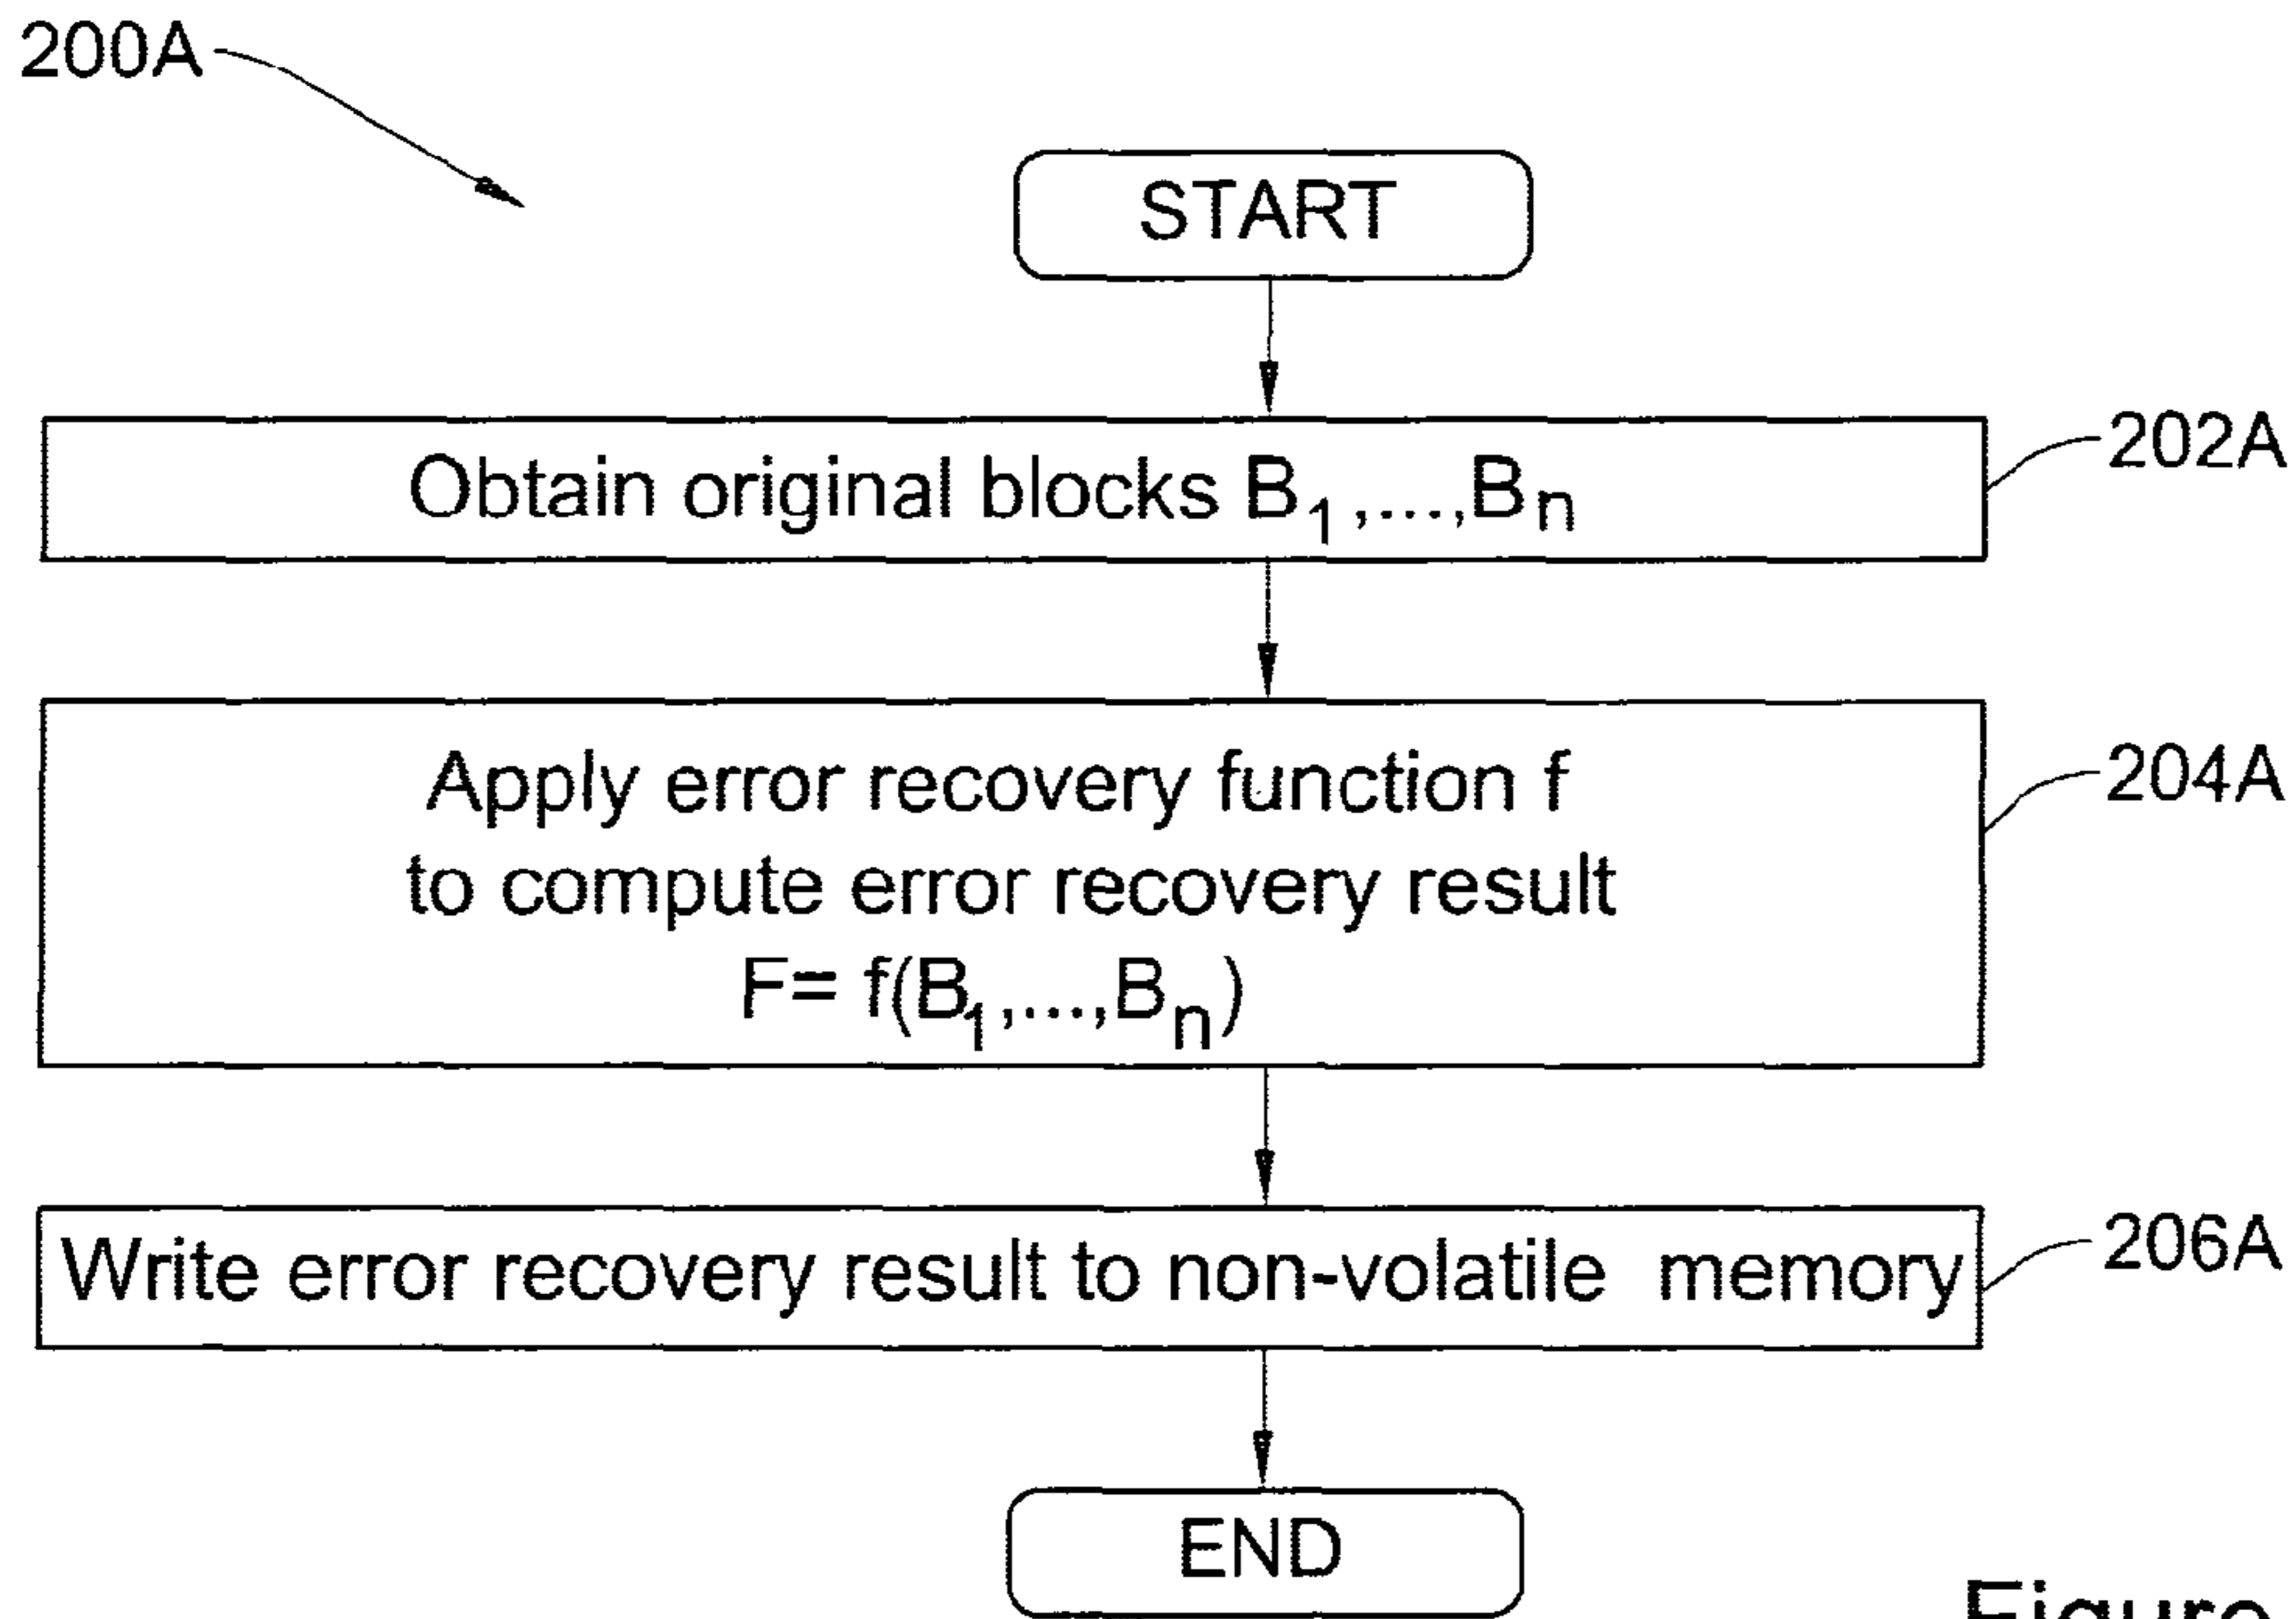 200A
START
Obtain original blocks B₁,...,Bₙ
202A
Apply error recovery function f
to compute error recovery result
F= f(B₁,...,Bₙ)
204A
Write error recovery result to non-volatile memory
206A
END
Figure